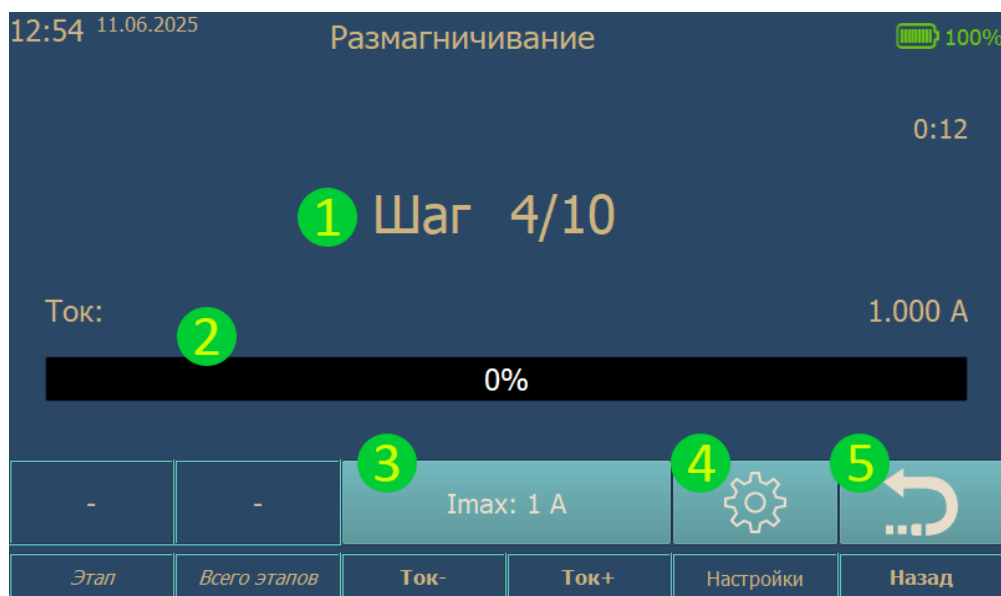 12:54 11.06.2025 Размагничивание 100%
0:12
1 Шаг 4/10
Ток: 1.000 A
2
0%
3 4 5
- - Imax: 1 A
Этап Всего этапов Ток- Ток+ Настройки Назад